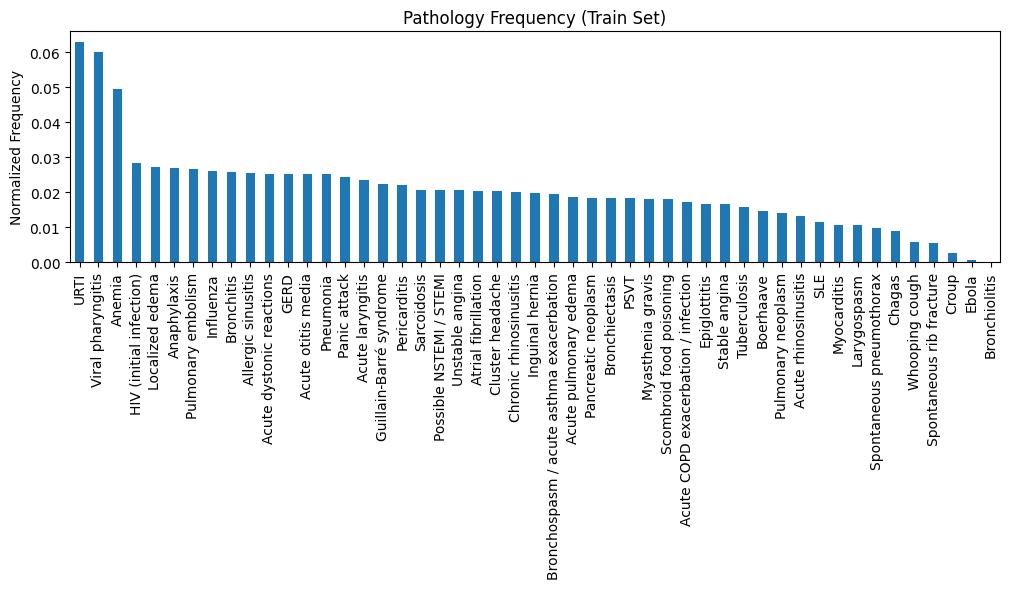 Pathology Frequency (Train Set)
Normalized Frequency
0.06
0.05
0.04
0.03
0.02
0.01
0.00
URTI
Viral pharyngitis
Anemia
HIV (initial infection)
Localized edema
Anaphylaxis
Pulmonary embolism
Influenza
Bronchitis
Allergic sinusitis
Acute dystonic reactions
GERD
Acute otitis media
Pneumonia
Panic attack
Acute laryngitis
Guillain-Barré syndrome
Pericarditis
Sarcoidosis
Possible NSTEMI / STEMI
Unstable angina
Atrial fibrillation
Cluster headache
Chronic rhinosinusitis
Inguinal hernia
Bronchospasm / acute asthma exacerbation
Acute pulmonary edema
Pancreatic neoplasm
Bronchiectasis
PSVT
Myasthenia gravis
Scombroid food poisoning
Acute COPD exacerbation / infection
Epiglottitis
Stable angina
Tuberculosis
Boerhaave
Pulmonary neoplasm
Acute rhinosinusitis
SLE
Myocarditis
Larygospasm
Spontaneous pneumothorax
Chagas
Whooping cough
Spontaneous rib fracture
Croup
Ebola
Bronchiolitis